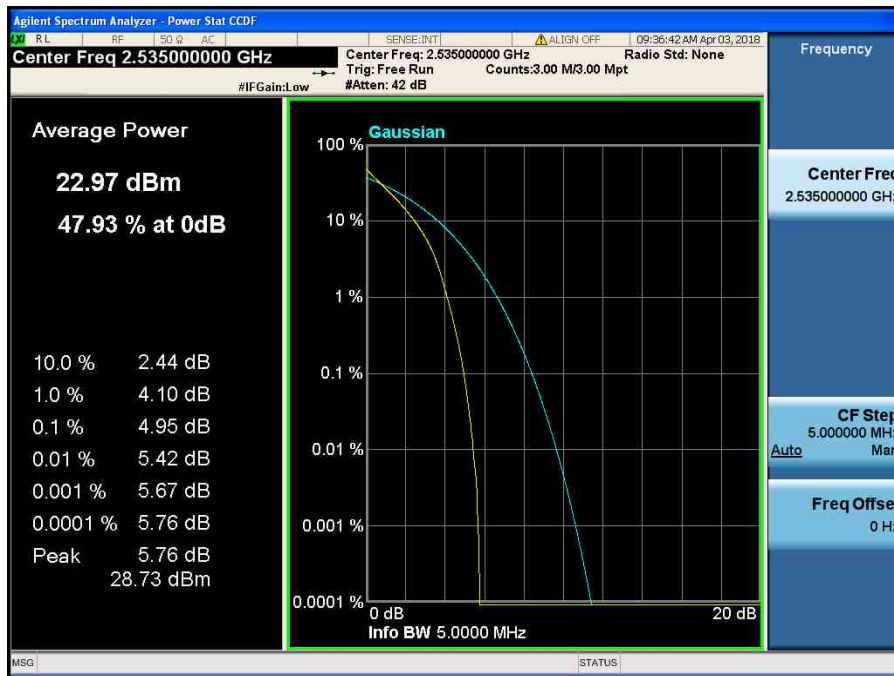 Agilent Spectrum Analyzer - Power Stat CCDF
LXI RL RF 50 Ω AC SENSE:INT ALIGN OFF 09:36:42 AM Apr 03, 2018
Center Freq 2.535000000 GHz
Center Freq: 2.535000000 GHz Radio Std: None
Trig: Free Run Counts:3.00 M/3.00 Mpt
#IFGain:Low #Atten: 42 dB
Average Power
22.97 dBm
47.93 % at 0dB
10.0 % 2.44 dB
1.0 % 4.10 dB
0.1 % 4.95 dB
0.01 % 5.42 dB
0.001 % 5.67 dB
0.0001 % 5.76 dB
Peak 5.76 dB
28.73 dBm
Gaussian
100 %
10 %
1 %
0.1 %
0.01 %
0.001 %
0.0001 %
0 dB 20 dB
Info BW 5.0000 MHz
Frequency
Center Freq
2.535000000 GHz
CF Step
5.000000 MHz
Auto Man
Freq Offse
0 H
MSG STATUS